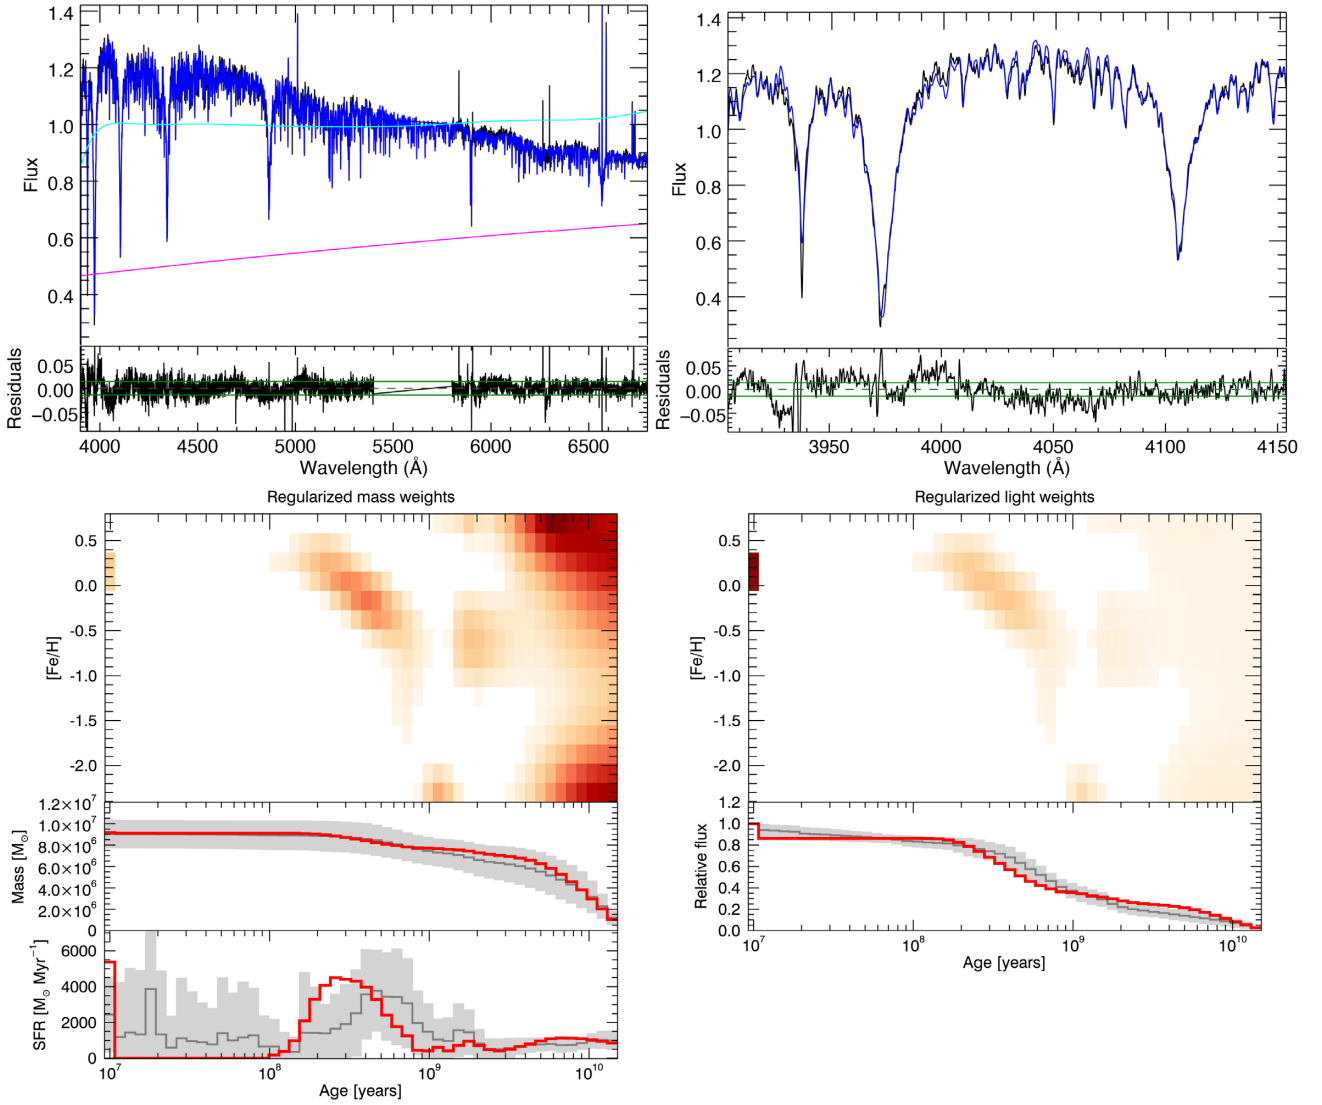 1.4
1.2
1.0
0.8
0.6
0.4
Flux
0.05
0.00
−0.05
Residuals
4000 4500 5000 5500 6000 6500
Wavelength (Å)
1.4
1.2
1.0
0.8
0.6
0.4
Flux
0.05
0.00
−0.05
Residuals
3950 4000 4050 4100 4150
Wavelength (Å)
Regularized mass weights
0.5
0.0
-0.5
-1.0
-1.5
-2.0
[Fe/H]
1.2×10⁷
1.0×10⁷
8.0×10⁶
6.0×10⁶
4.0×10⁶
2.0×10⁶
0
Mass [M⊙]
6000
4000
2000
0
SFR [M⊙ Myr⁻¹]
10⁷ 10⁸ 10⁹ 10¹⁰
Age [years]
Regularized light weights
0.5
0.0
-0.5
-1.0
-1.5
-2.0
[Fe/H]
1.2
1.0
0.8
0.6
0.4
0.2
0.0
Relative flux
10⁷ 10⁸ 10⁹ 10¹⁰
Age [years]